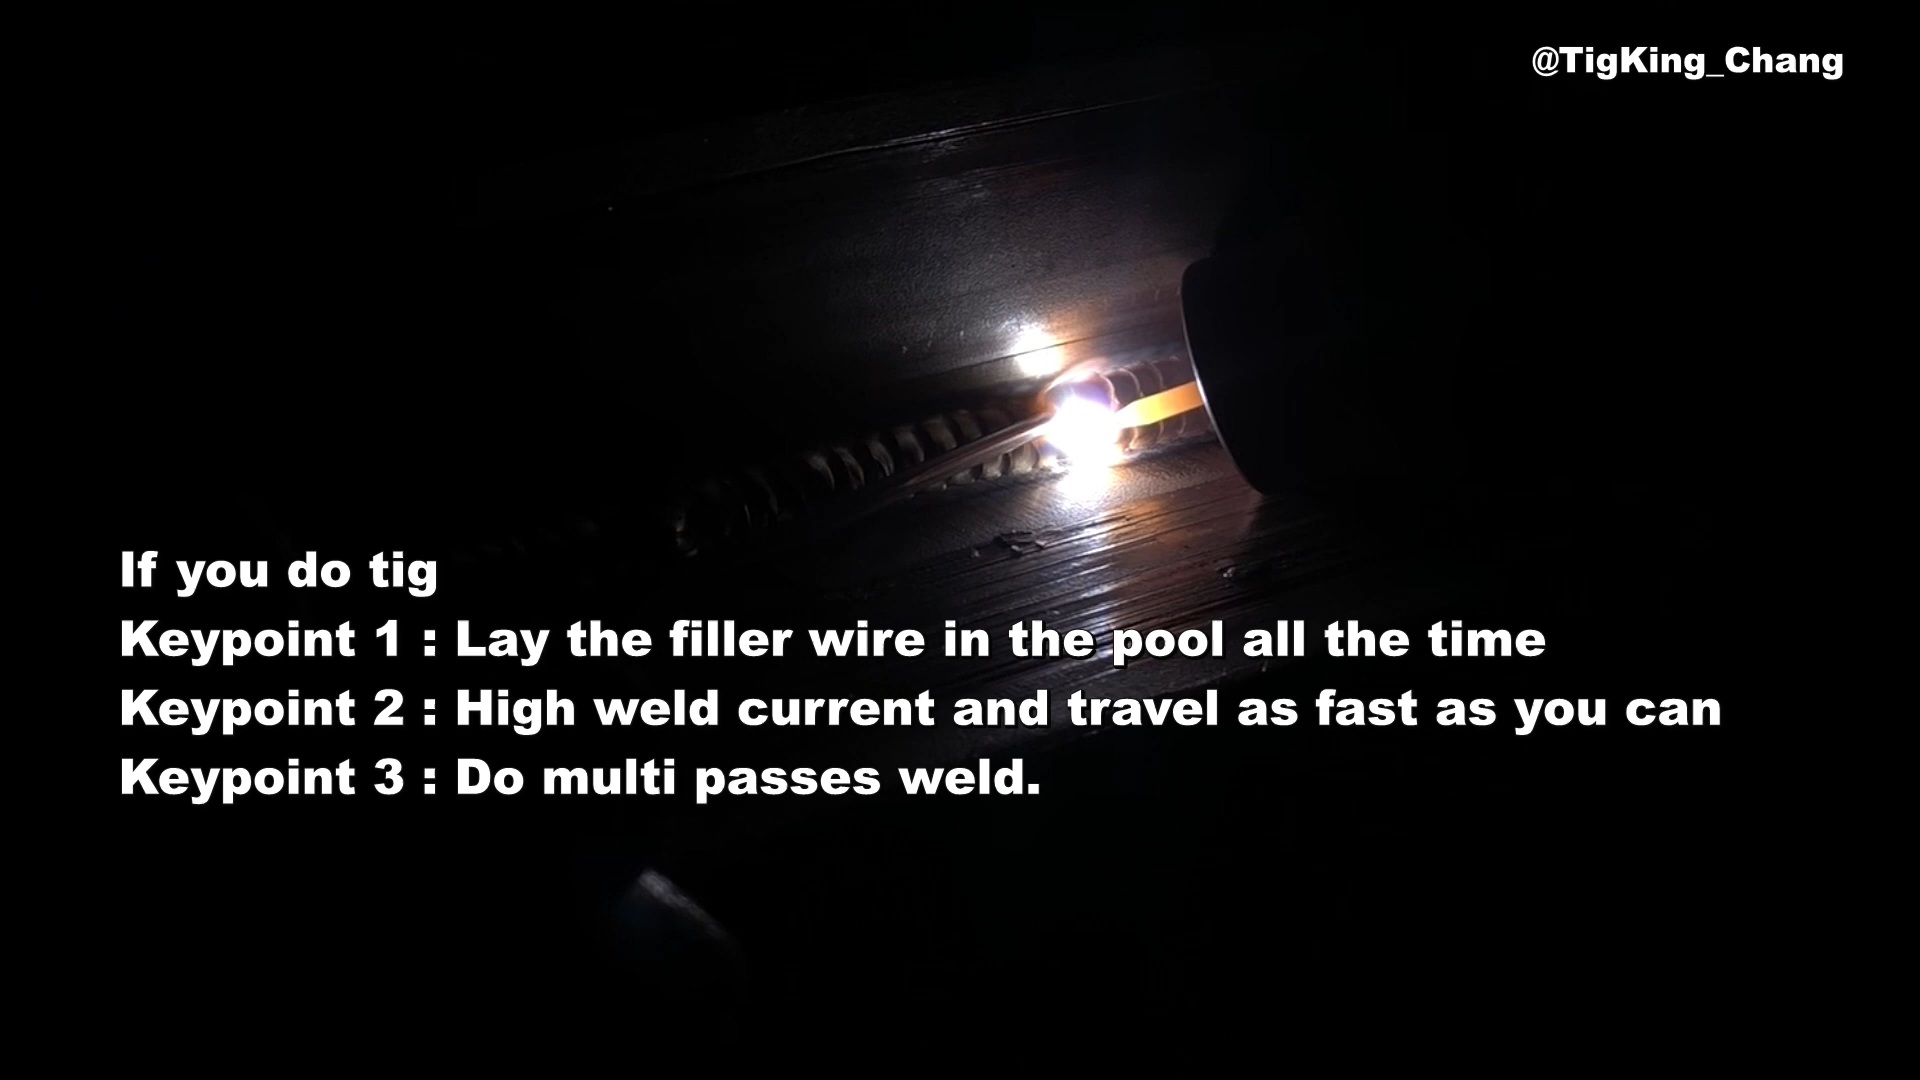 @TigKing_Chang
If you do tig
Keypoint 1 : Lay the filler wire in the pool all the time
Keypoint 2 : High weld current and travel as fast as you can
Keypoint 3 : Do multi passes weld.